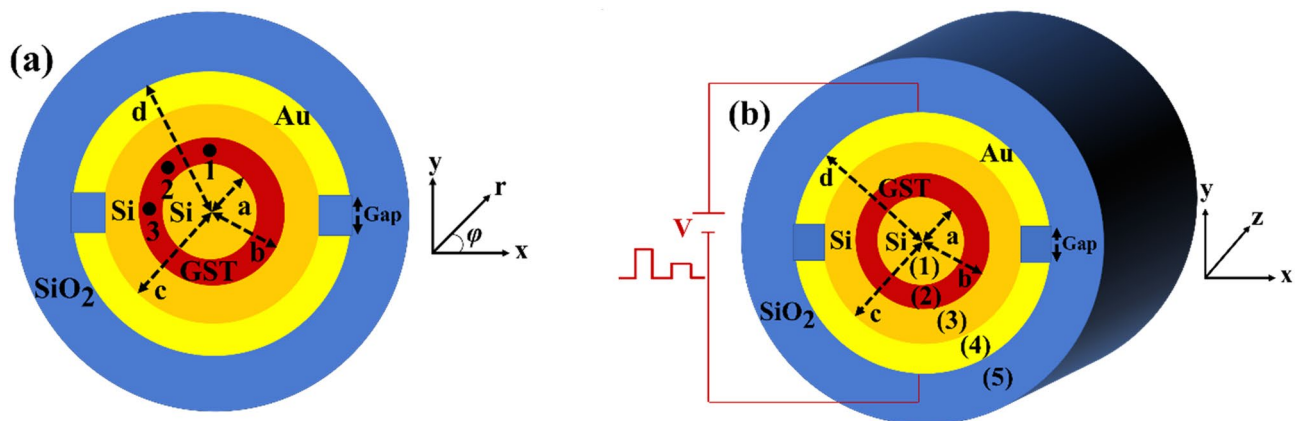 (a)
d
Au
1
2
Si
Si
a
3
b
GST
c
SiO2
Gap
y
r
φ
x
(b)
Au
d
GST
V
Si
Si
a
(1)
b
(2)
c
(3)
(4)
(5)
SiO2
Gap
y
z
x